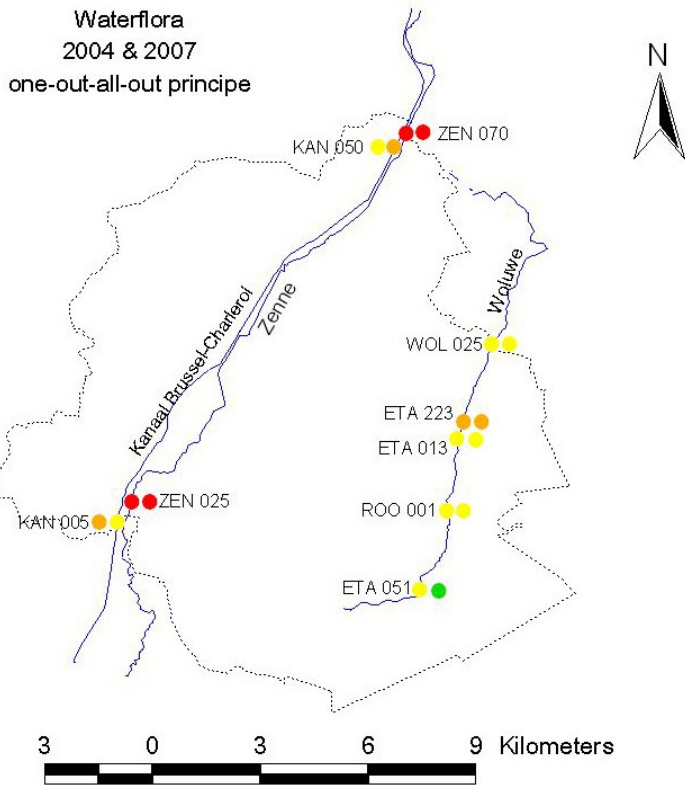 Waterflora
2004 & 2007
one-out-all-out principe
N
KAN 050
ZEN 070
Woluwe
Kanaal Brussel-Charleroi
Zenne
WOL 025
ETA 223
ETA 013
ZEN 025
KAN 005
ROO 001
ETA 051
3 0 3 6 9 Kilometers